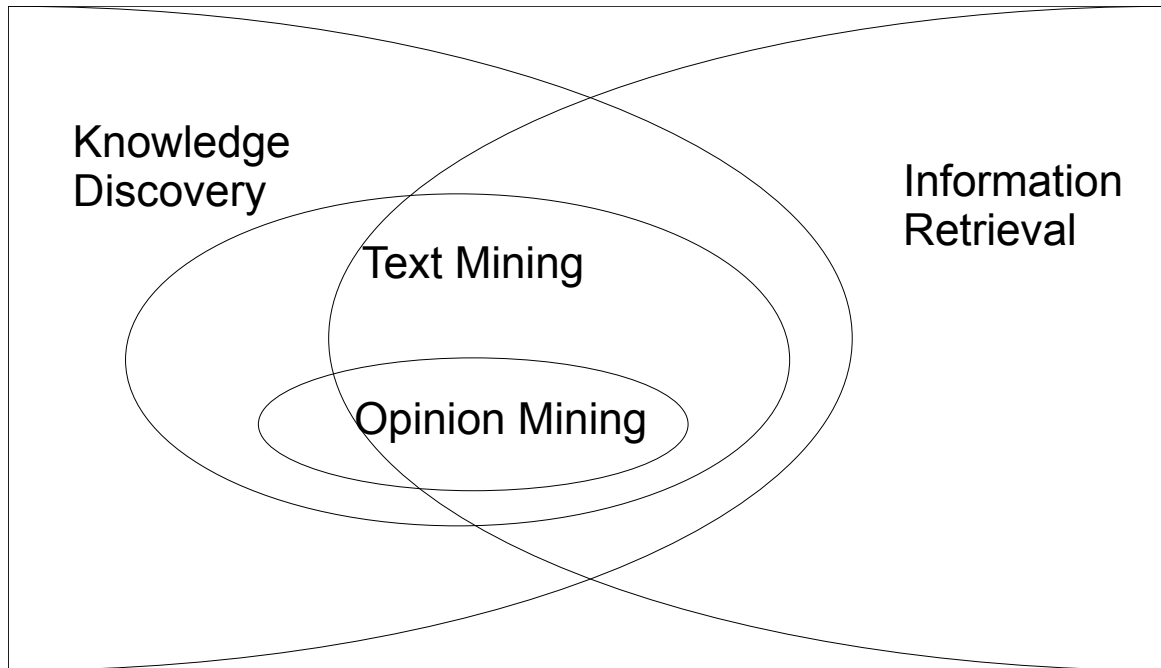 Knowledge
Discovery
Information
Retrieval
Text Mining
Opinion Mining